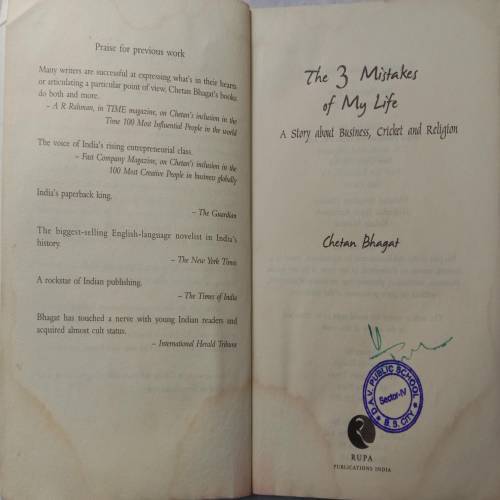 Praise for previous work
Many writers are successful at expressing what's in their hearts
or articulating a particular point of view. Chetan Bhagat's books
do both and more.
– A R Rahman, in TIME magazine, on Chetan's inclusion in the
Time 100 Most Influential People in the world
The voice of India's rising entrepreneurial class.
– Fast Company Magazine, on Chetan's inclusion in the
100 Most Creative People in business globally
India's paperback king.
– The Guardian
The biggest-selling English-language novelist in India's
history.
– The New York Times
A rockstar of Indian publishing.
– The Times of India
Bhagat has touched a nerve with young Indian readers and
acquired almost cult status.
– International Herald Tribune
The 3 Mistakes
of My Life
A Story about Business, Cricket and Religion
Chetan Bhagat
D.A.V. PUBLIC SCHOOL
Sector-IV
B.S. CITY
RUPA
PUBLICATIONS INDIA